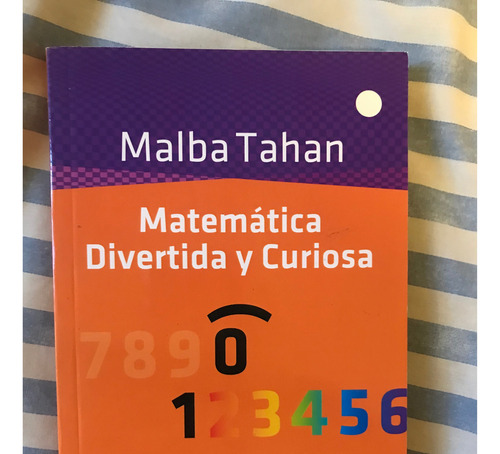 Malba Tahan
Matemática
Divertida y Curiosa
7890
123456